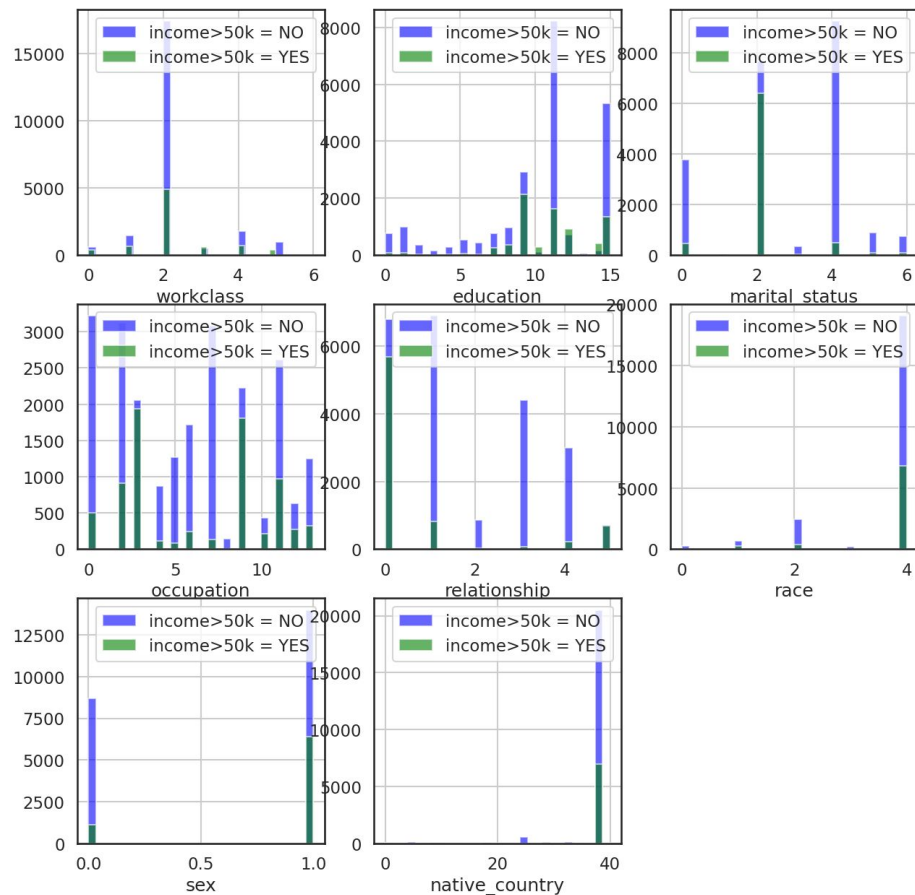 income>50k = NO
income>50k = YES
15000
10000
5000
0
0 2 4 6
workclass
income>50k = NO
income>50k = YES
8000
6000
4000
2000
0
0 5 10 15
education
income>50k = NO
income>50k = YES
8000
6000
4000
2000
0
0 2 4 6
marital_status
income>50k = NO
income>50k = YES
3000
2500
2000
1500
1000
500
0
0 5 10
occupation
income>50k = NO
income>50k = YES
6000
4000
2000
0
0 2 4
relationship
income>50k = NO
income>50k = YES
20000
15000
10000
5000
0
0 2 4
race
income>50k = NO
income>50k = YES
12500
10000
7500
5000
2500
0
0.0 0.5 1.0
sex
income>50k = NO
income>50k = YES
20000
15000
10000
5000
0
0 20 40
native_country